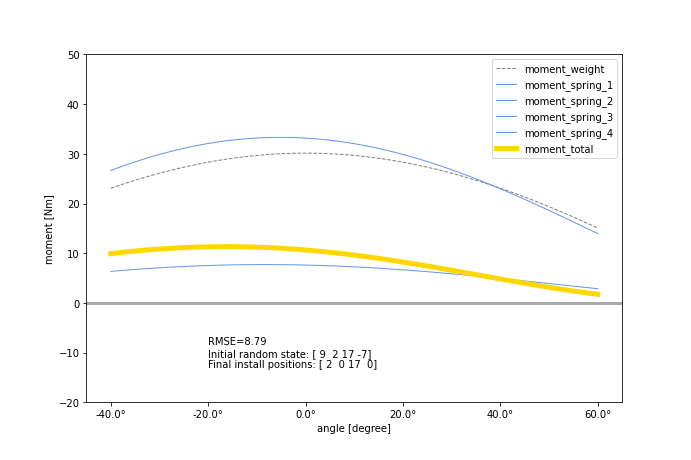 50
40
30
20
10
0
−10
−20
moment [Nm]
moment_weight
moment_spring_1
moment_spring_2
moment_spring_3
moment_spring_4
moment_total
RMSE=8.79
Initial random state: [ 9  2 17 -7]
Final install positions: [ 2  0 17  0]
-40.0° -20.0° 0.0° 20.0° 40.0° 60.0°
angle [degree]